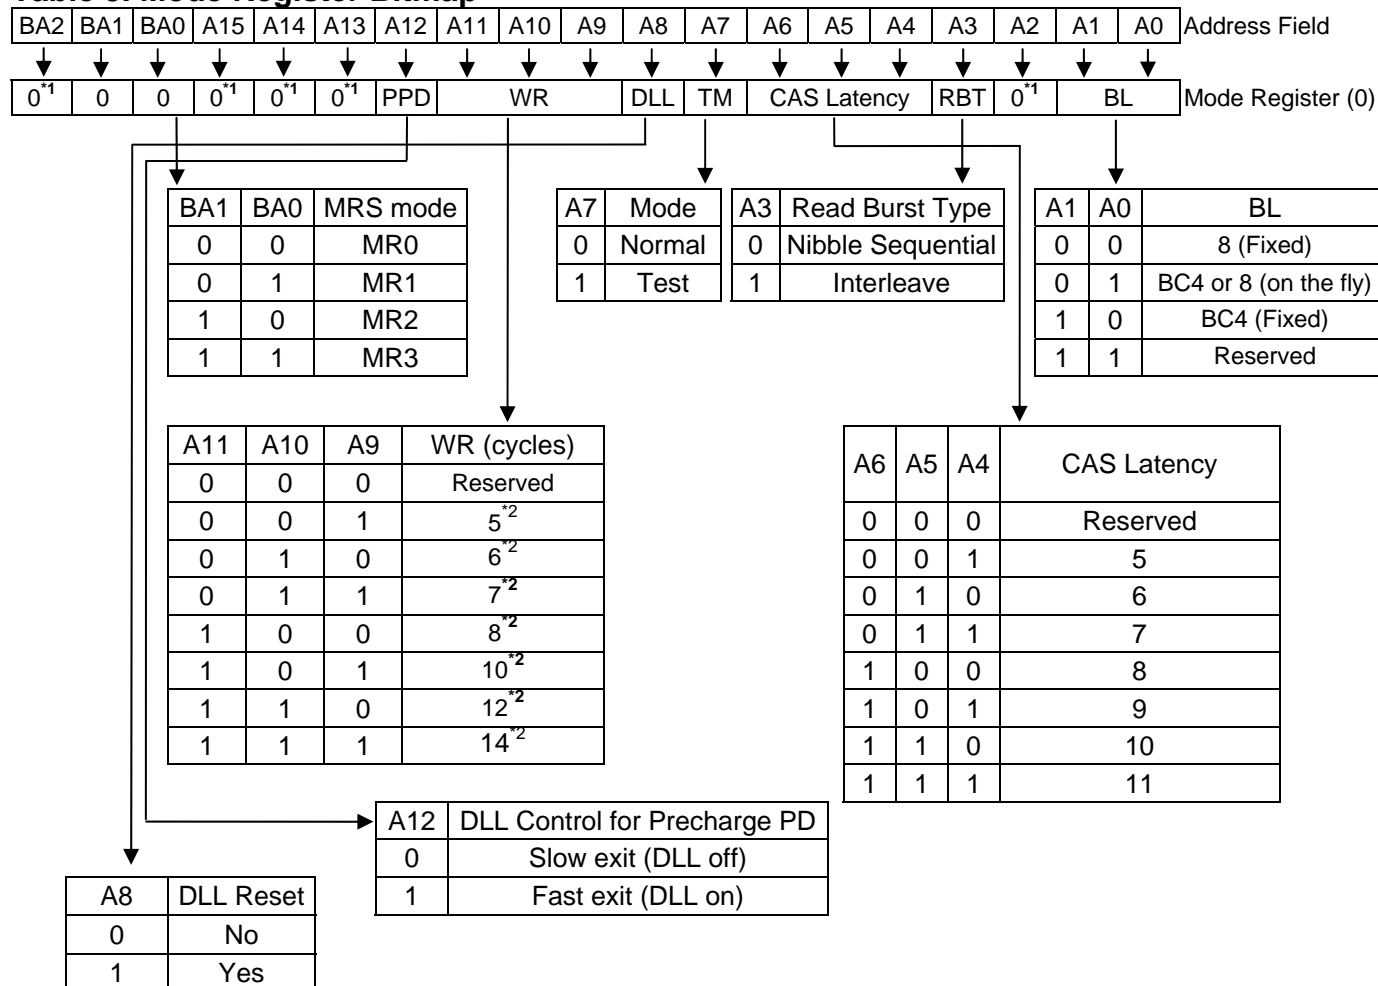 Table 5: Mode Register Bitmap
BA2 BA1 BA0 A15 A14 A13 A12 A11 A10 A9 A8 A7 A6 A5 A4 A3 A2 A1 A0 Address Field
0*1 0 0 0*1 0*1 0*1 PPD WR DLL TM CAS Latency RBT 0*1 BL Mode Register (0)
BA1 BA0 MRS mode
0 0 MR0
0 1 MR1
1 0 MR2
1 1 MR3
A7 Mode
0 Normal
1 Test
A3 Read Burst Type
0 Nibble Sequential
1 Interleave
A1 A0 BL
0 0 8 (Fixed)
0 1 BC4 or 8 (on the fly)
1 0 BC4 (Fixed)
1 1 Reserved
A11 A10 A9 WR (cycles)
0 0 0 Reserved
0 0 1 5*2
0 1 0 6*2
0 1 1 7*2
1 0 0 8*2
1 0 1 10*2
1 1 0 12*2
1 1 1 14*2
A6 A5 A4 CAS Latency
0 0 0 Reserved
0 0 1 5
0 1 0 6
0 1 1 7
1 0 0 8
1 0 1 9
1 1 0 10
1 1 1 11
A12 DLL Control for Precharge PD
0 Slow exit (DLL off)
1 Fast exit (DLL on)
A8 DLL Reset
0 No
1 Yes